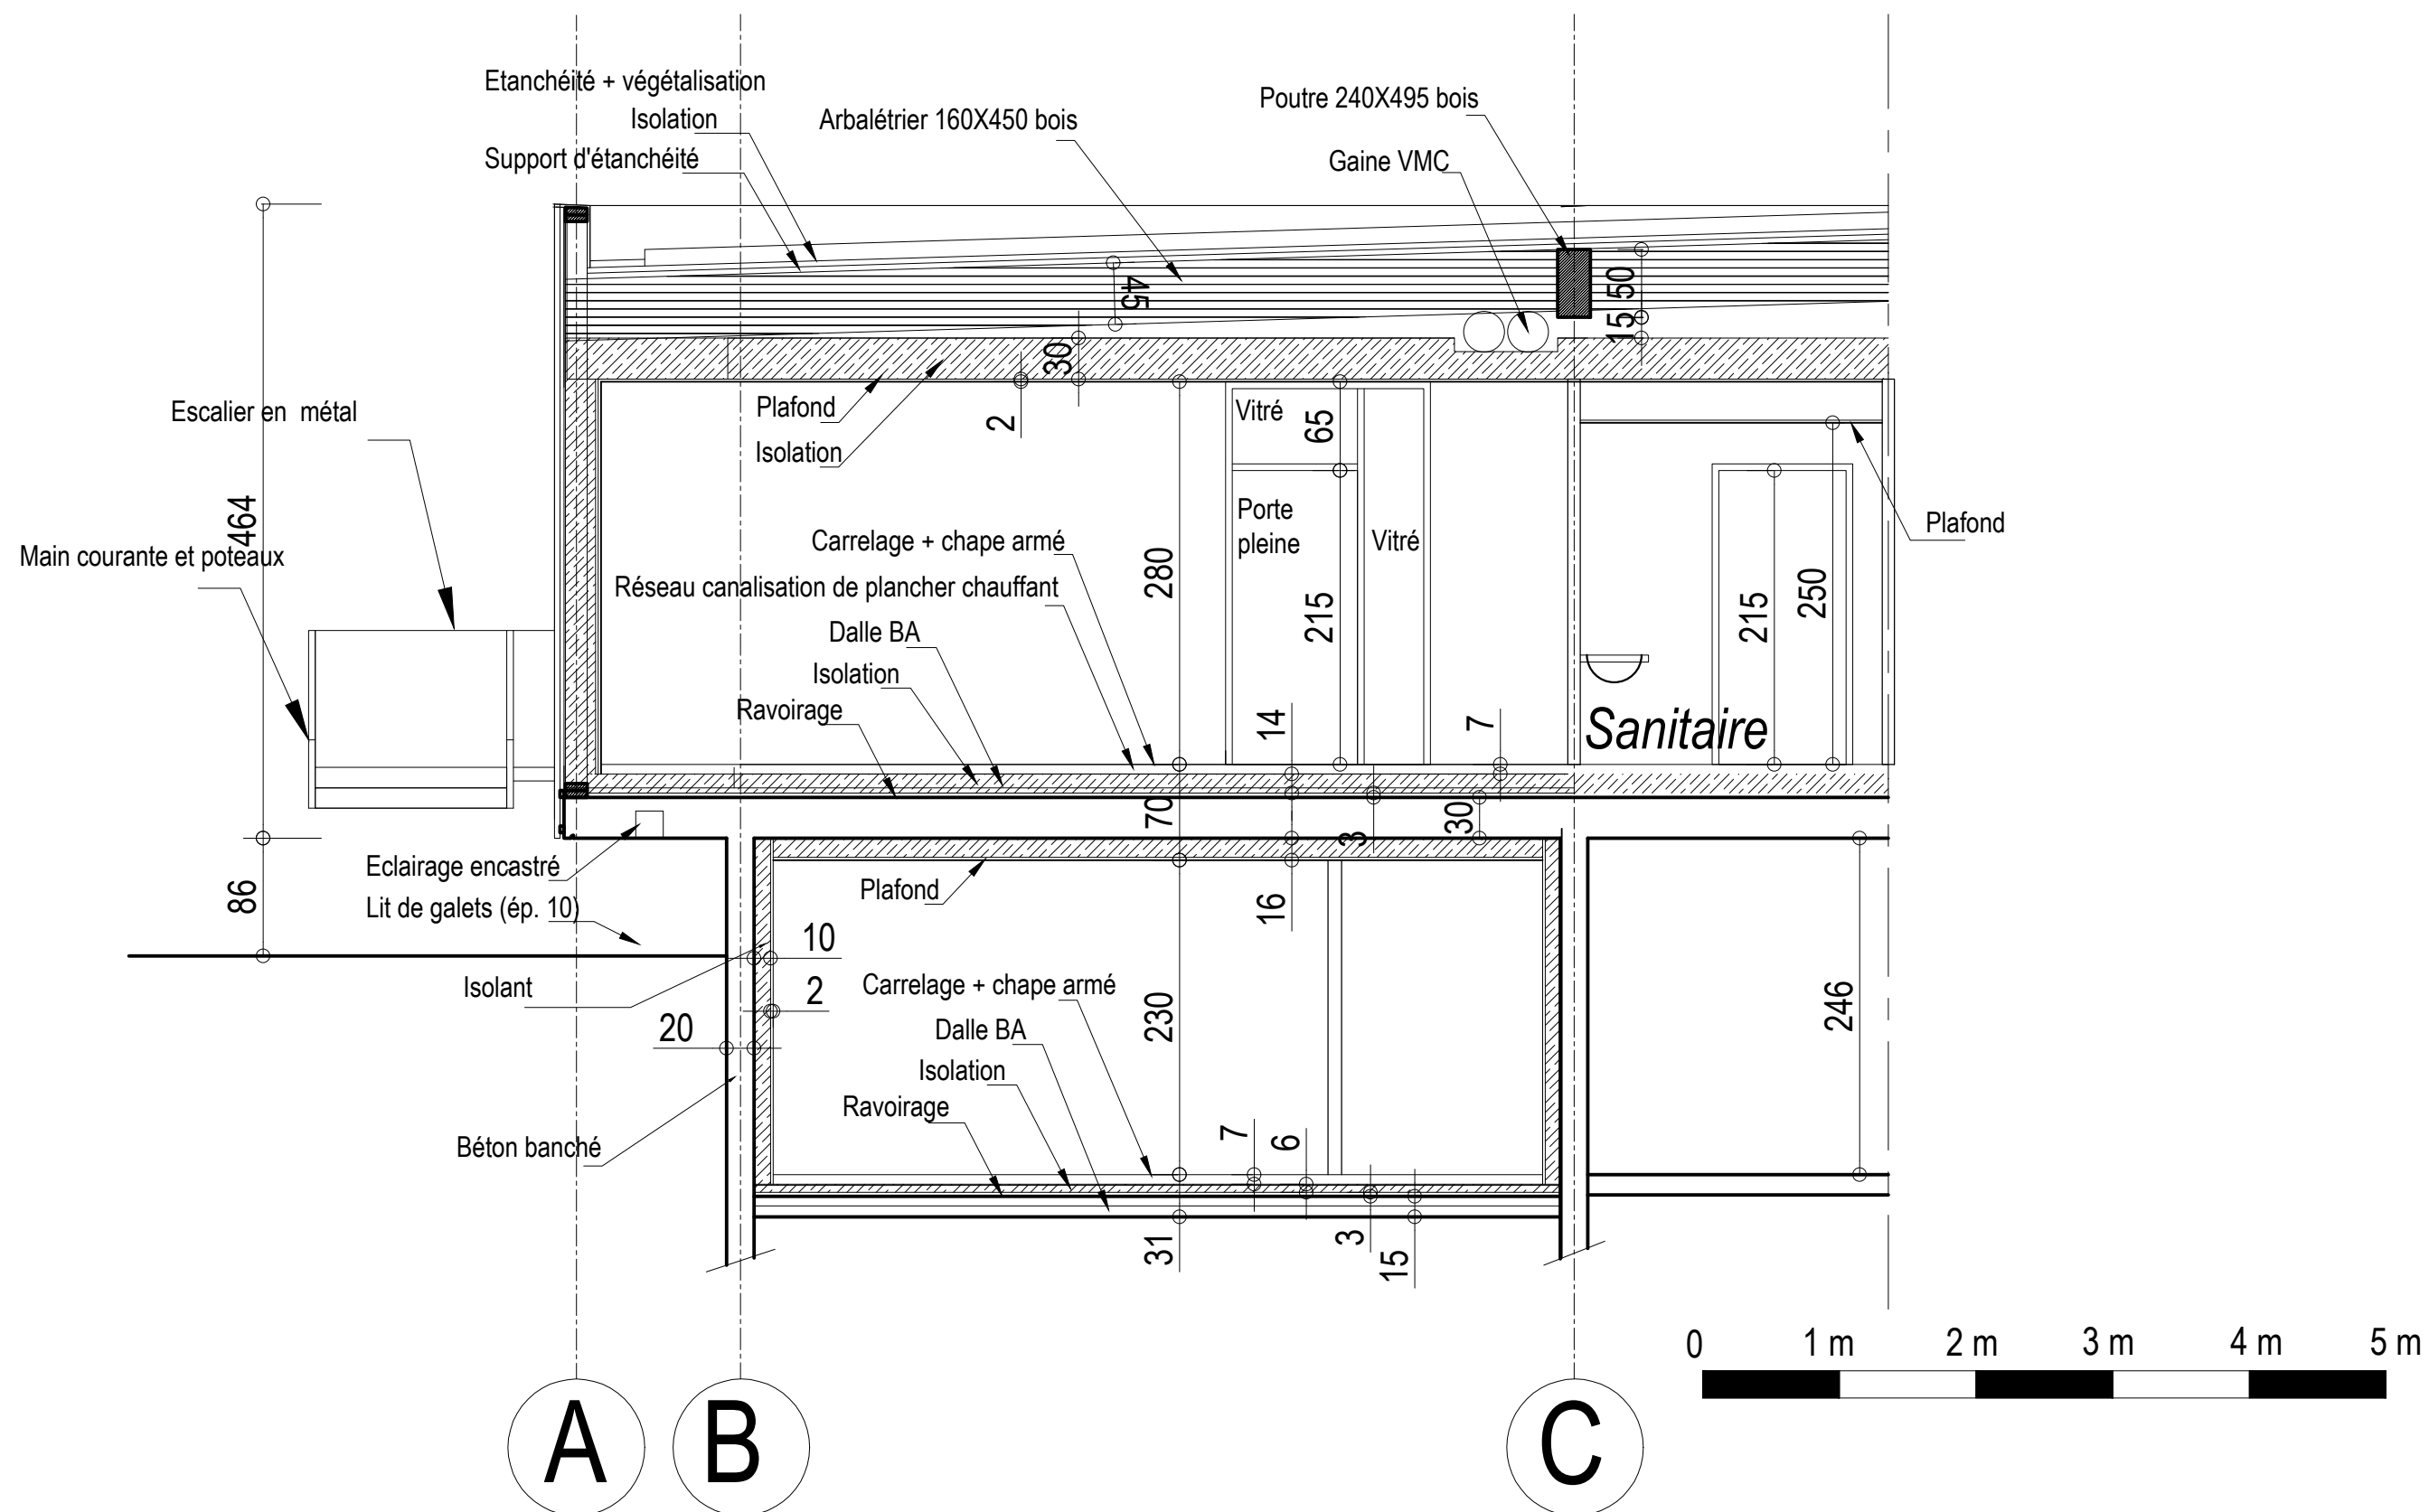 Etanchéité + végétalisation
Isolation
Support d'étanchéité
Arbalétrier 160X450 bois
Poutre 240X495 bois
Gaine VMC
45
50
15
30
2
Plafond
Isolation
Vitré
65
Escalier en  métal
464
Main courante et poteaux
Porte
pleine
Vitré
Plafond
Carrelage + chape armé
280
Réseau canalisation de plancher chauffant
215
215
250
Dalle BA
Isolation
Ravoirage
14
7
Sanitaire
70
3
30
Eclairage encastré
86
Lit de galets (ép. 10)
Plafond
16
10
Isolant
2
Carrelage + chape armé
20
230
246
Dalle BA
Isolation
Ravoirage
Béton banché
7
6
31
3
15
0
1 m
2 m
3 m
4 m
5 m
A
B
C